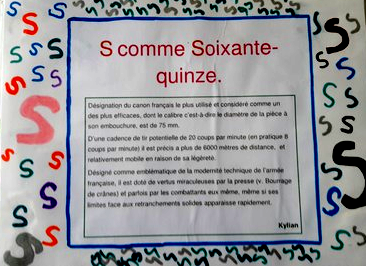 S comme Soixante-
quinze.
Désignation du canon français le plus utilisé et considéré comme un
des plus efficaces, dont le calibre c'est-à-dire le diamètre de la pièce à
son embouchure, est de 75 mm.
D'une cadence de tir potentielle de 20 coups par minute (en pratique 8
coups par minute) il est précis a plus de 6000 mètres de distance, et
relativement mobile en raison de sa légèreté.
Désigné comme emblématique de la modernité technique de l'armée
française, il est doté de vertus miraculeuses par la presse (v. Bourrage
de crânes) et parfois par les combattants eux même, même si ses
limites face aux retranchements solides apparaisse rapidement.
Kylian